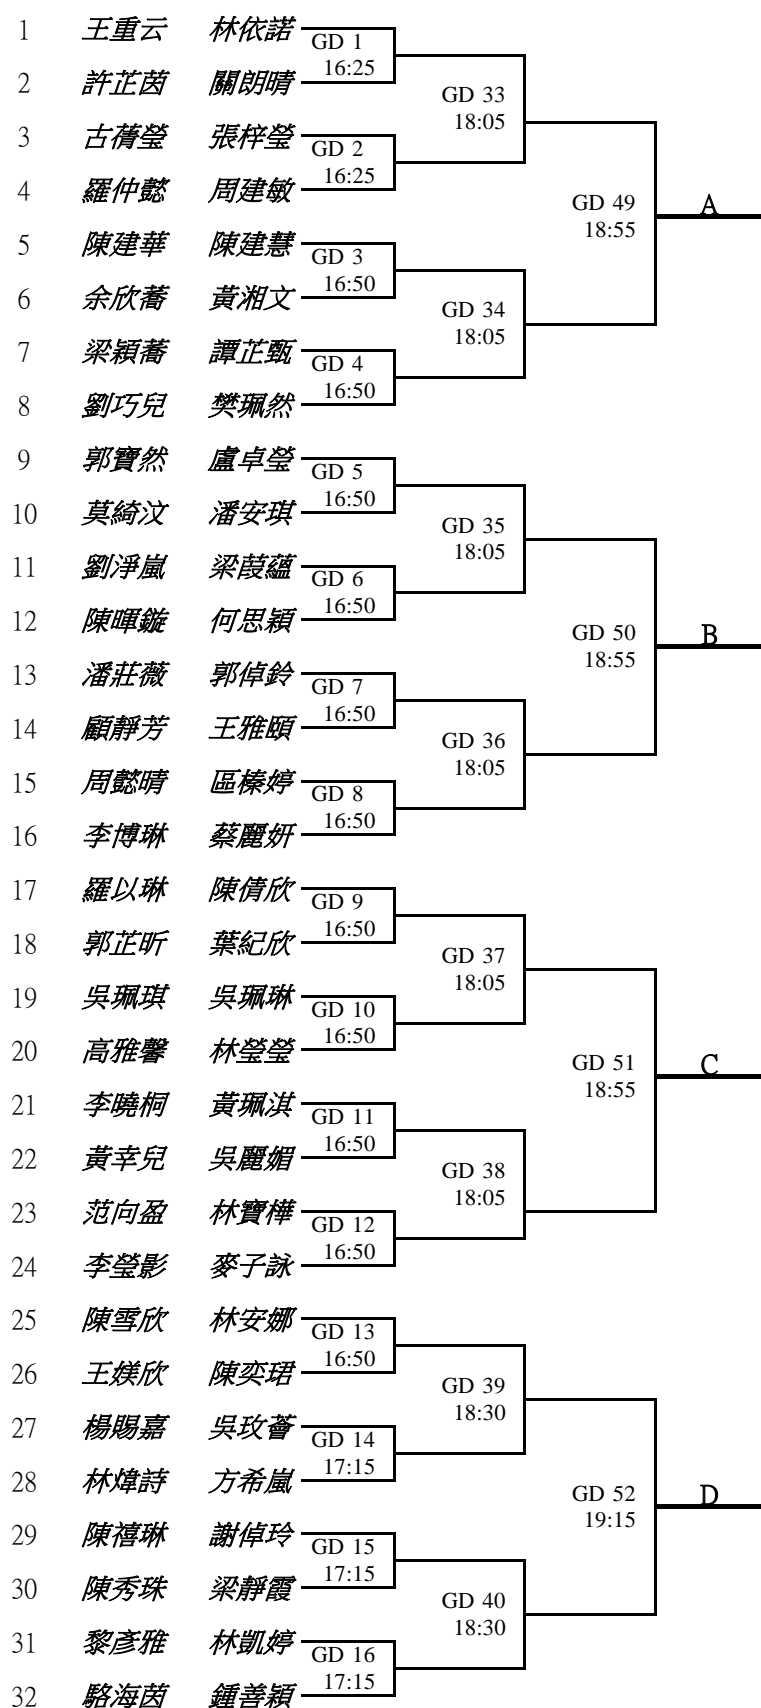 1 王重云 林依諾
GD 1
16:25
2 許芷茵 關朗晴
GD 33
18:05
3 古蒨瑩 張梓瑩
GD 2
16:25
4 羅仲懿 周建敏
GD 49
18:55
A
5 陳建華 陳建慧
GD 3
16:50
6 余欣蕎 黃湘文
GD 34
18:05
7 梁穎蕎 譚芷甄
GD 4
16:50
8 劉巧兒 樊珮然
9 郭寶然 盧卓瑩
GD 5
16:50
10 莫綺汶 潘安琪
GD 35
18:05
11 劉淨嵐 梁葭蘊
GD 6
16:50
12 陳暉鏇 何思穎
GD 50
18:55
B
13 潘莊薇 郭倬鈴
GD 7
16:50
14 顧靜芳 王雅頤
GD 36
18:05
15 周懿晴 區榛婷
GD 8
16:50
16 李博琳 蔡麗妍
17 羅以琳 陳倩欣
GD 9
16:50
18 郭芷昕 葉紀欣
GD 37
18:05
19 吳珮琪 吳珮琳
GD 10
16:50
20 高雅馨 林瑩瑩
GD 51
18:55
C
21 李曉桐 黃珮淇
GD 11
16:50
22 黃幸兒 吳麗媚
GD 38
18:05
23 范向盈 林寶樺
GD 12
16:50
24 李瑩影 麥子詠
25 陳雪欣 林安娜
GD 13
16:50
26 王媄欣 陳奕珺
GD 39
18:30
27 楊賜嘉 吳玫薈
GD 14
17:15
28 林煒詩 方希嵐
GD 52
19:15
D
29 陳禧琳 謝倬玲
GD 15
17:15
30 陳秀珠 梁靜霞
GD 40
18:30
31 黎彥雅 林凱婷
GD 16
17:15
32 駱海茵 鍾善穎